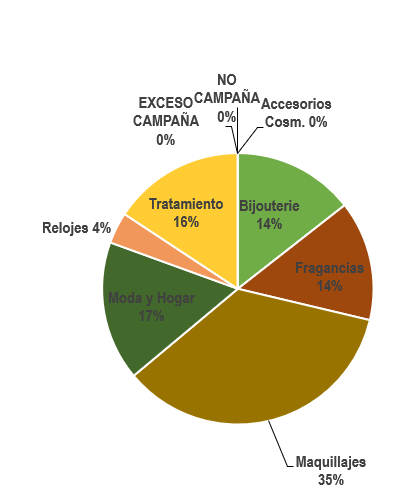 NO
CAMPAÑA
0%
EXCESO
CAMPAÑA
0%
Accesorios
Cosm. 0%
Tratamiento
16%
Bijouterie
14%
Relojes 4%
Fragancias
14%
Moda y Hogar
17%
Maquillajes
35%